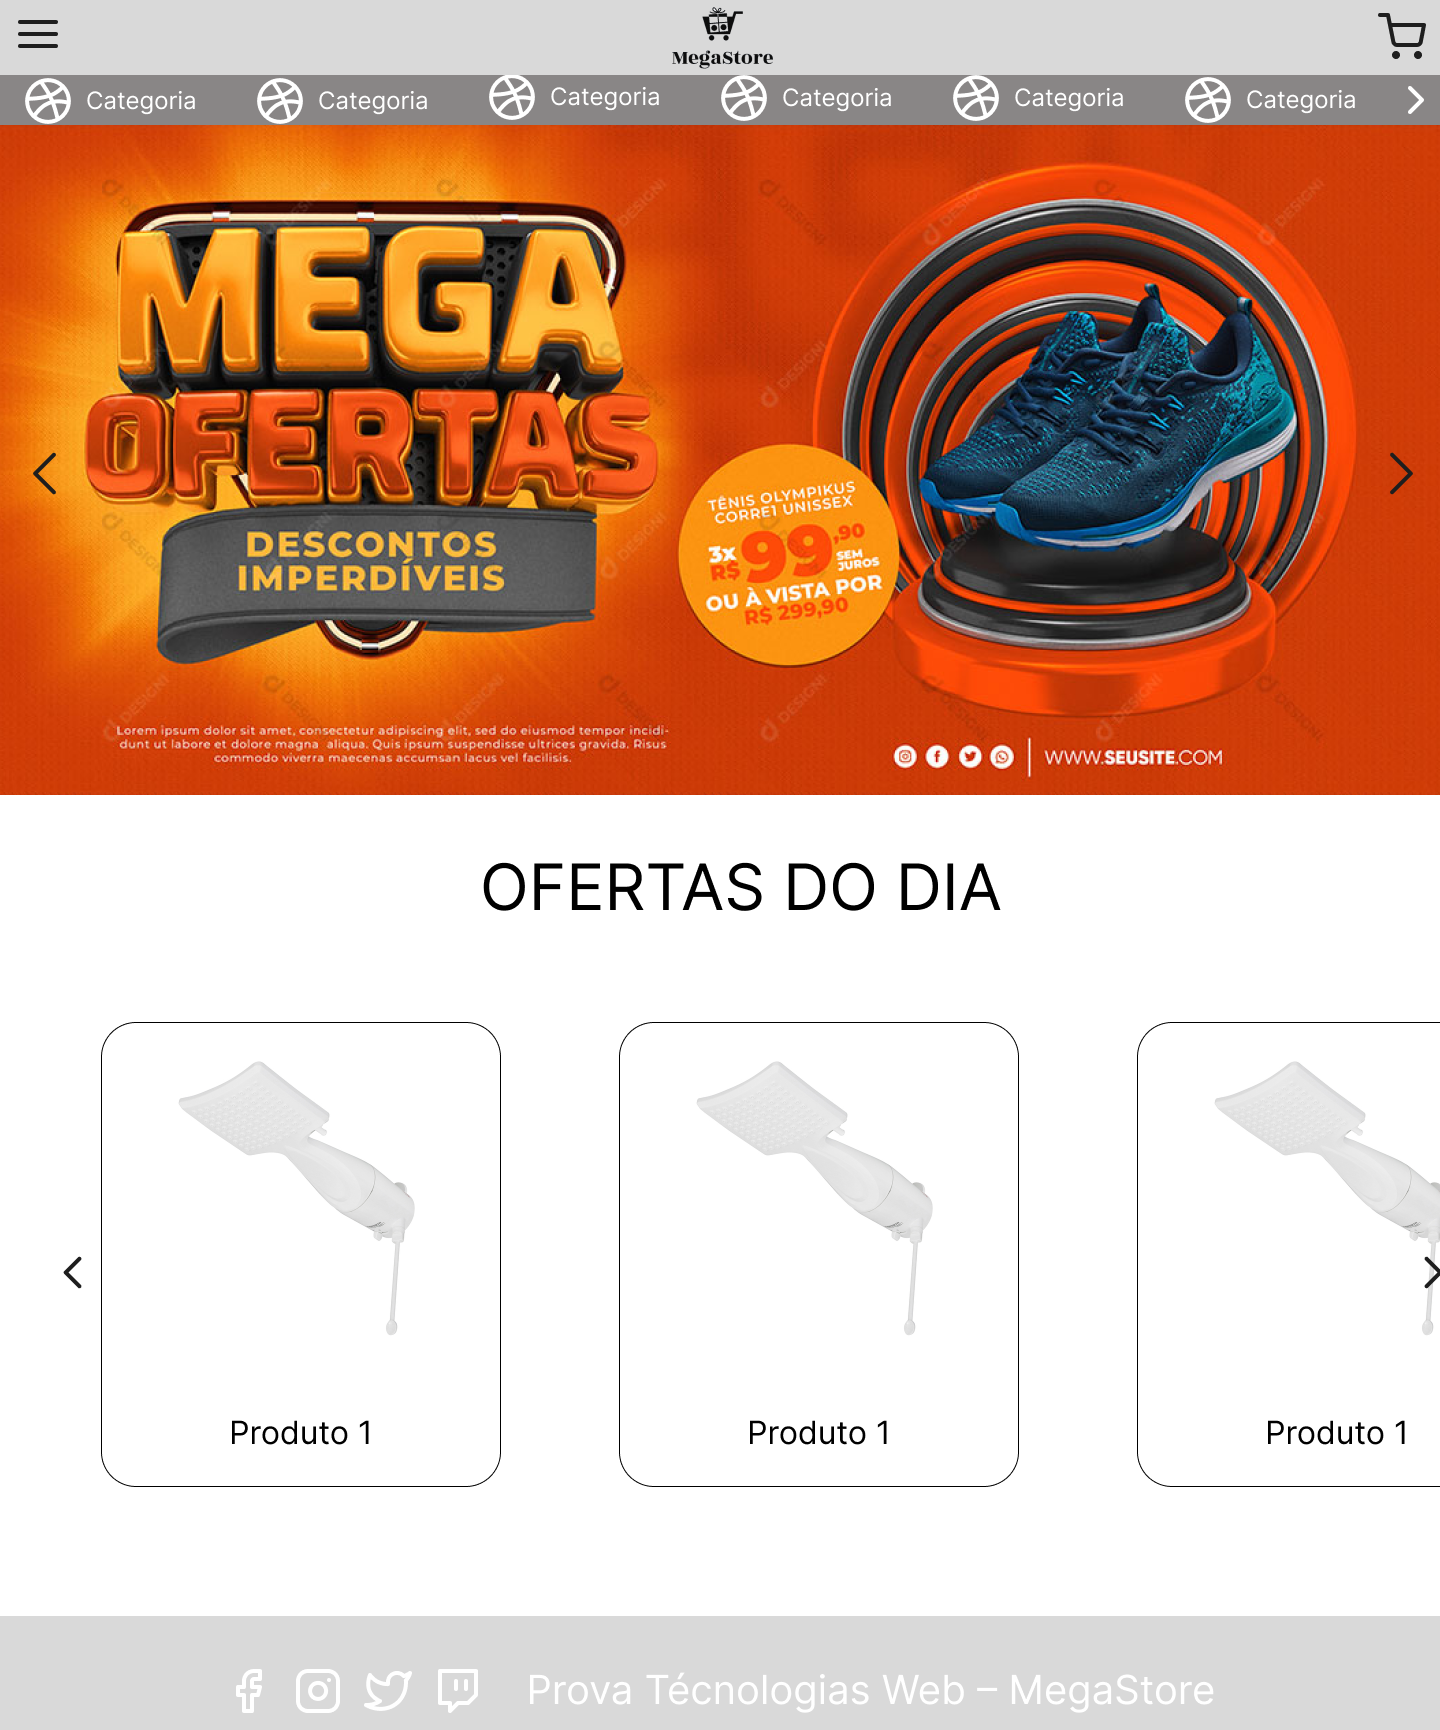 MegaStore
Categoria
Categoria
Categoria
Categoria
Categoria
Categoria
MEGA
OFERTAS
DESCONTOS
IMPERDÍVEIS
TÊNIS OLYMPIKUS
CORRE1 UNISSEX
3x R$ 99,90 SEM JUROS
OU À VISTA POR
R$ 299,90
Lorem ipsum dolor sit amet, consectetur adipiscing elit, sed do eiusmod tempor incidi-
dunt ut labore et dolore magna aliqua. Quis ipsum suspendisse ultrices gravida. Risus
commodo viverra maecenas accumsan lacus vel facilisis.
WWW.SEUSITE.COM
DESIGNI
OFERTAS DO DIA
Produto 1
Produto 1
Produto 1
Prova Técnologias Web – MegaStore